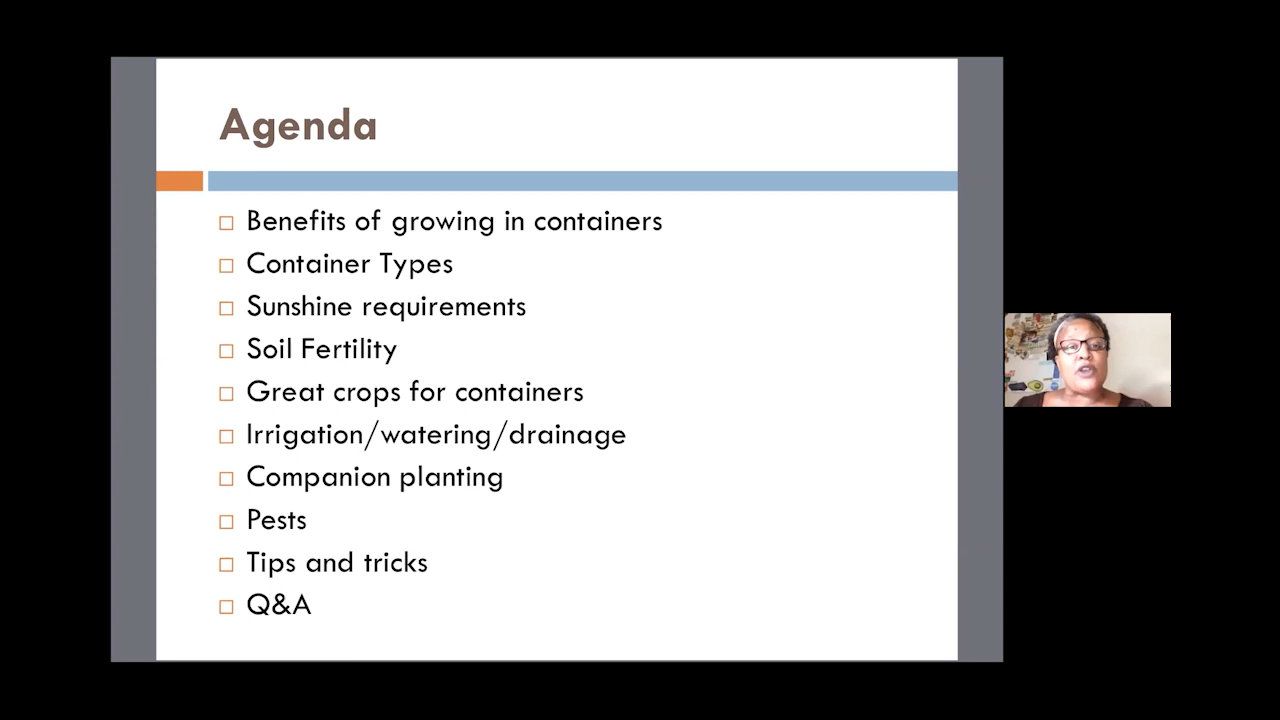 Agenda
Benefits of growing in containers
Container Types
Sunshine requirements
Soil Fertility
Great crops for containers
Irrigation/watering/drainage
Companion planting
Pests
Tips and tricks
Q&A